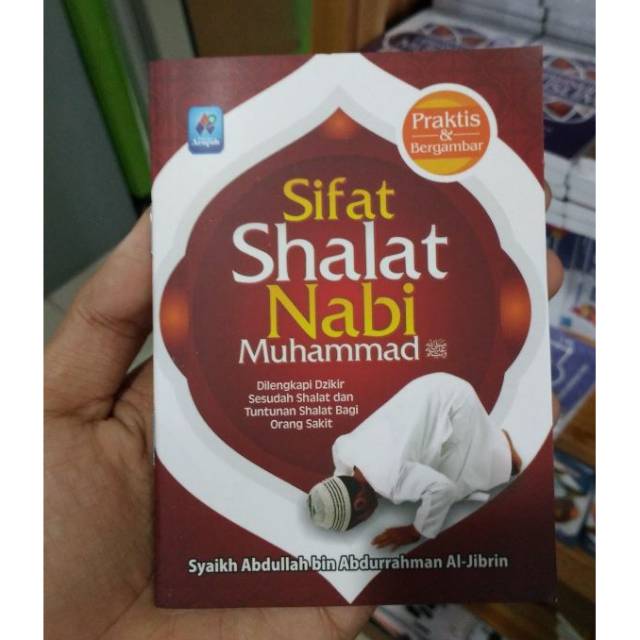 Praktis
&
Bergambar
Sifat
Shalat
Nabi
Muhammad ﷺ
Dilengkapi Dzikir
Sesudah Shalat dan
Tuntunan Shalat Bagi
Orang Sakit
Syaikh Abdullah bin Abdurrahman Al-Jibrin